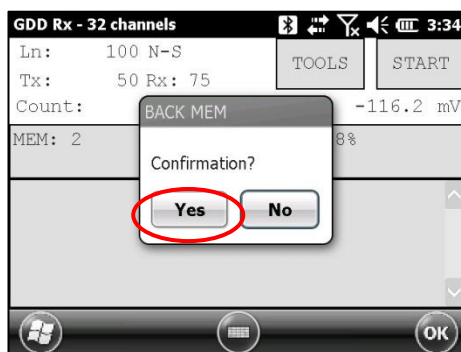 GDD Rx - 32 channels 3:34
Ln: 100 N-S
TOOLS START
Tx: 50 Rx: 75
Count: -116.2 mV
BACK MEM
MEM: 2 8%
Confirmation?
Yes No
OK